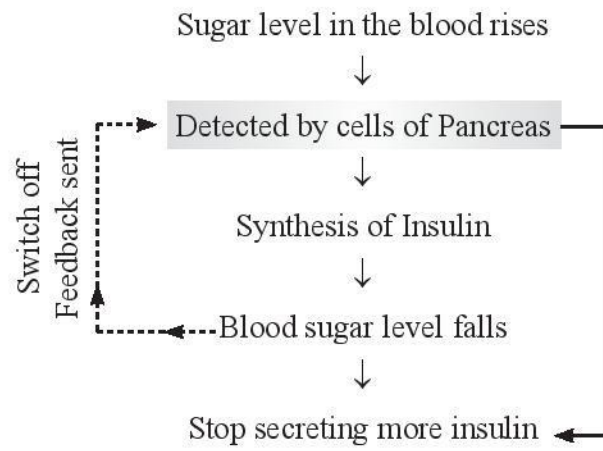 Sugar level in the blood rises
Detected by cells of Pancreas
Switch off
Feedback sent
Synthesis of Insulin
Blood sugar level falls
Stop secreting more insulin